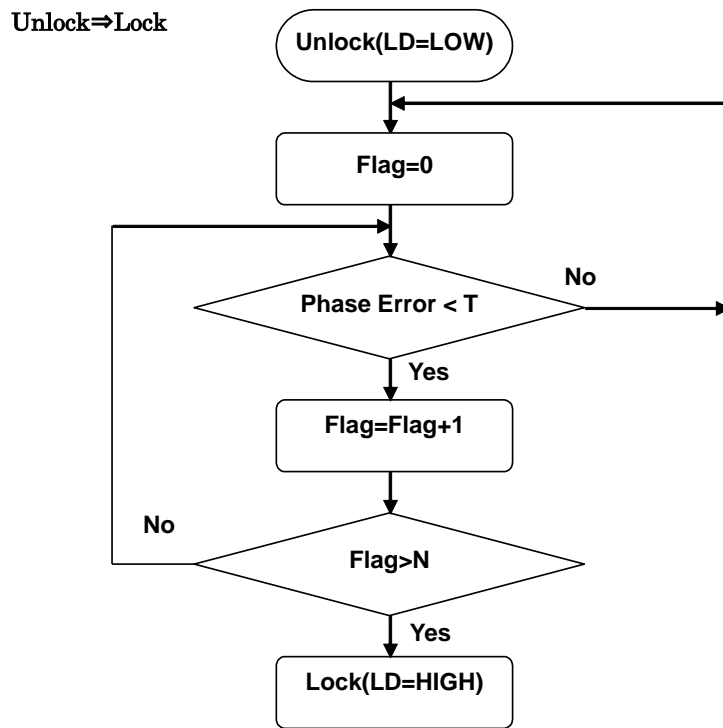 Unlock⇒Lock
Unlock(LD=LOW)
Flag=0
Phase Error < T
No
Yes
Flag=Flag+1
No
Flag>N
Yes
Lock(LD=HIGH)